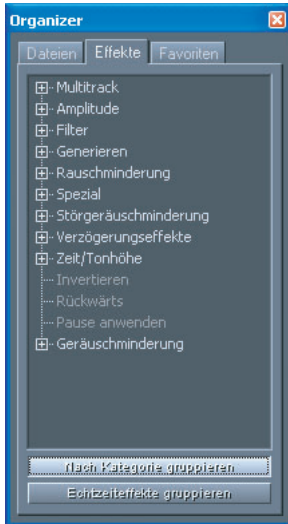 Organizer
Dateien Effekte Favoriten
Multitrack
Amplitude
Filter
Generieren
Rauschminderung
Spezial
Störgeräuschminderung
Verzögerungseffekte
Zeit/Tonhöhe
Invertieren
Rückwärts
Pause anwenden
Geräuschminderung
Nach Kategorie gruppieren
Echtzeiteffekte gruppieren